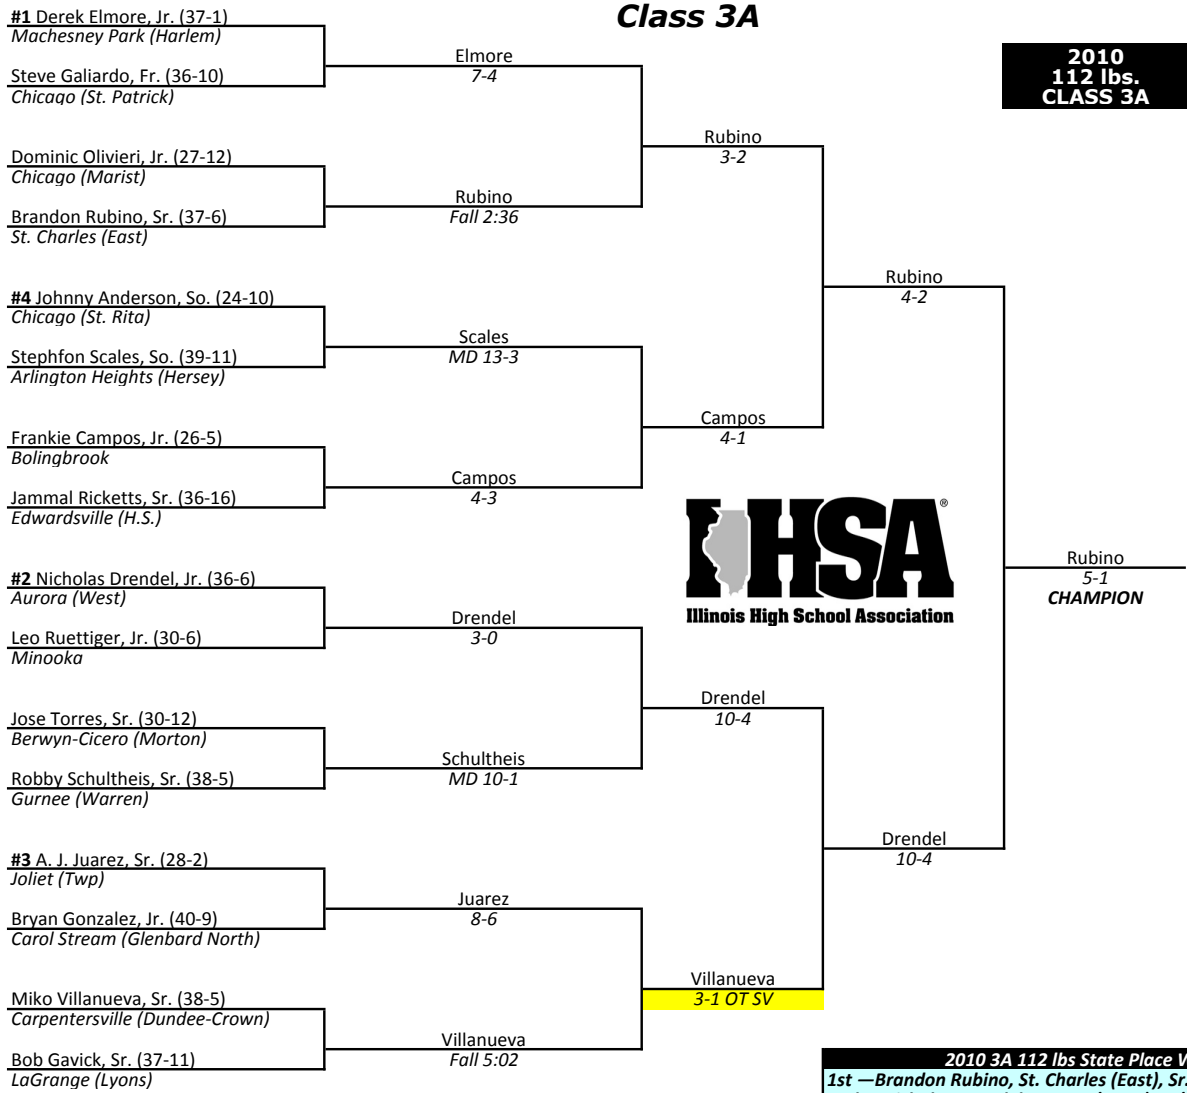 Class 3A
2010
112 lbs.
CLASS 3A
#1 Derek Elmore, Jr. (37-1)
Machesney Park (Harlem)
Steve Galiardo, Fr. (36-10)
Chicago (St. Patrick)
Dominic Olivieri, Jr. (27-12)
Chicago (Marist)
Brandon Rubino, Sr. (37-6)
St. Charles (East)
#4 Johnny Anderson, So. (24-10)
Chicago (St. Rita)
Stephfon Scales, So. (39-11)
Arlington Heights (Hersey)
Frankie Campos, Jr. (26-5)
Bolingbrook
Jammal Ricketts, Sr. (36-16)
Edwardsville (H.S.)
#2 Nicholas Drendel, Jr. (36-6)
Aurora (West)
Leo Ruettiger, Jr. (30-6)
Minooka
Jose Torres, Sr. (30-12)
Berwyn-Cicero (Morton)
Robby Schultheis, Sr. (38-5)
Gurnee (Warren)
#3 A. J. Juarez, Sr. (28-2)
Joliet (Twp)
Bryan Gonzalez, Jr. (40-9)
Carol Stream (Glenbard North)
Miko Villanueva, Sr. (38-5)
Carpentersville (Dundee-Crown)
Bob Gavick, Sr. (37-11)
LaGrange (Lyons)
Elmore
7-4
Rubino
Fall 2:36
Scales
MD 13-3
Campos
4-3
Drendel
3-0
Schultheis
MD 10-1
Juarez
8-6
Villanueva
Fall 5:02
Rubino
3-2
Campos
4-1
Drendel
10-4
Villanueva
3-1 OT SV
Rubino
4-2
Drendel
10-4
IHSA®
Illinois High School Association
Rubino
5-1
CHAMPION
2010 3A 112 lbs State Place W
1st —Brandon Rubino, St. Charles (East), Sr.